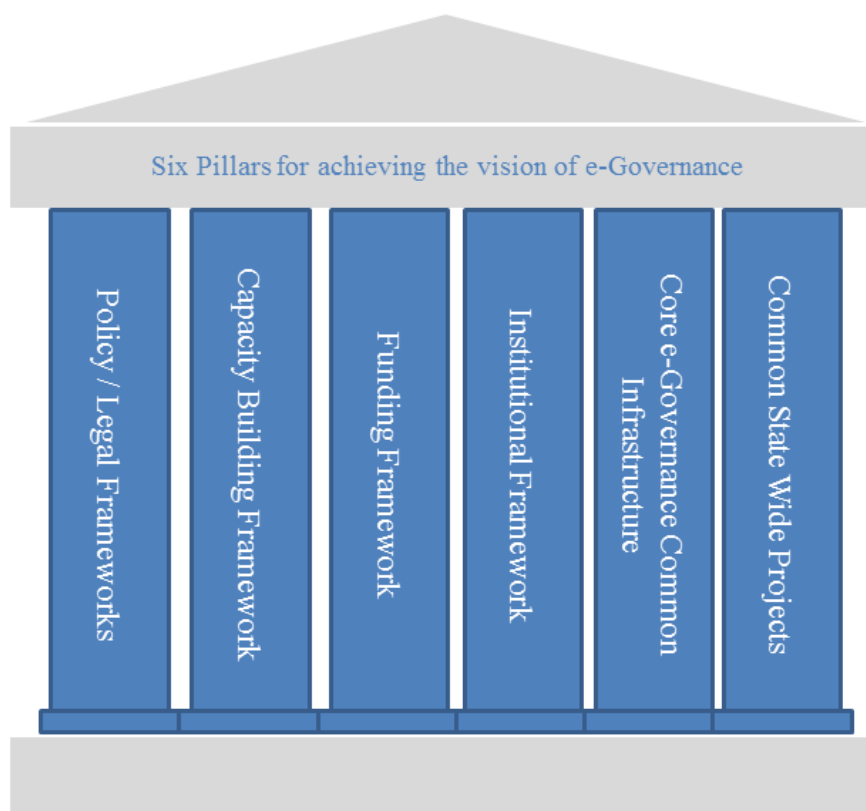 Six Pillars for achieving the vision of e-Governance
Policy / Legal Frameworks
Capacity Building Framework
Funding Framework
Institutional Framework
Core e-Governance Common
Infrastructure
Common State Wide Projects